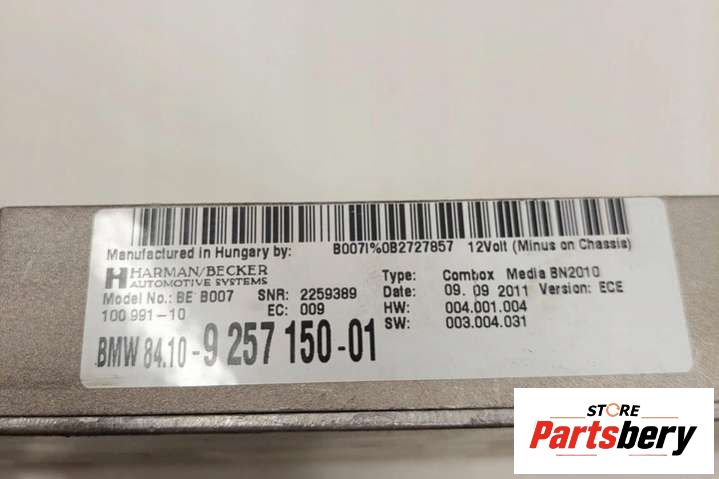 Manufactured in Hungary by: B007I%0B2727857 12Volt (Minus on Chassis)
HARMAN/BECKER
AUTOMOTIVE SYSTEMS
Model No.: BE B007 SNR: 2259389
100 991-10 EC: 009
Type: Combox Media BN2010
Date: 09. 09 2011 Version: ECE
HW: 004.001.004
SW: 003.004.031
BMW 84.10-9 257 150-01
STORE
Partsbery